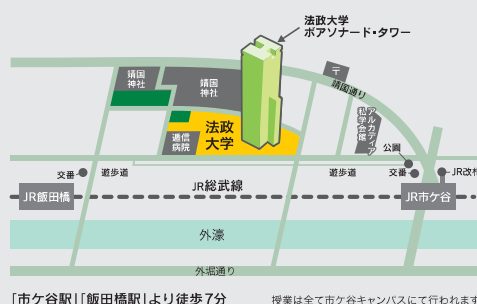 法政大学
ボアソナード・タワー
靖国
神社
靖国
神社
〒
靖国通り
アルカディア
私学会館
法政
大学
逓信
病院
公園
交番
遊歩道
遊歩道
交番
JR改札
JR総武線
JR飯田橋
JR市ケ谷
外濠
外堀通り
「市ケ谷駅」「飯田橋駅」より徒歩7分
授業は全て市ケ谷キャンパスにて行われます